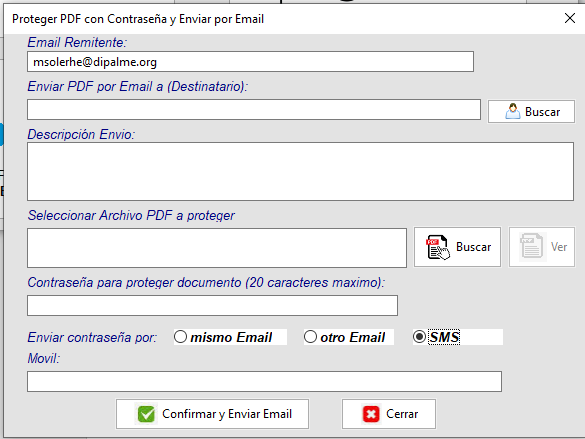 Proteger PDF con Contraseña y Enviar por Email
Email Remitente:
msolerhe@dipalme.org
Enviar PDF por Email a (Destinatario):
Buscar
Descripción Envio:
Seleccionar Archivo PDF a proteger
PDF Buscar
Ver
Contraseña para proteger documento (20 caracteres maximo):
Enviar contraseña por: mismo Email otro Email SMS
Movil:
Confirmar y Enviar Email Cerrar